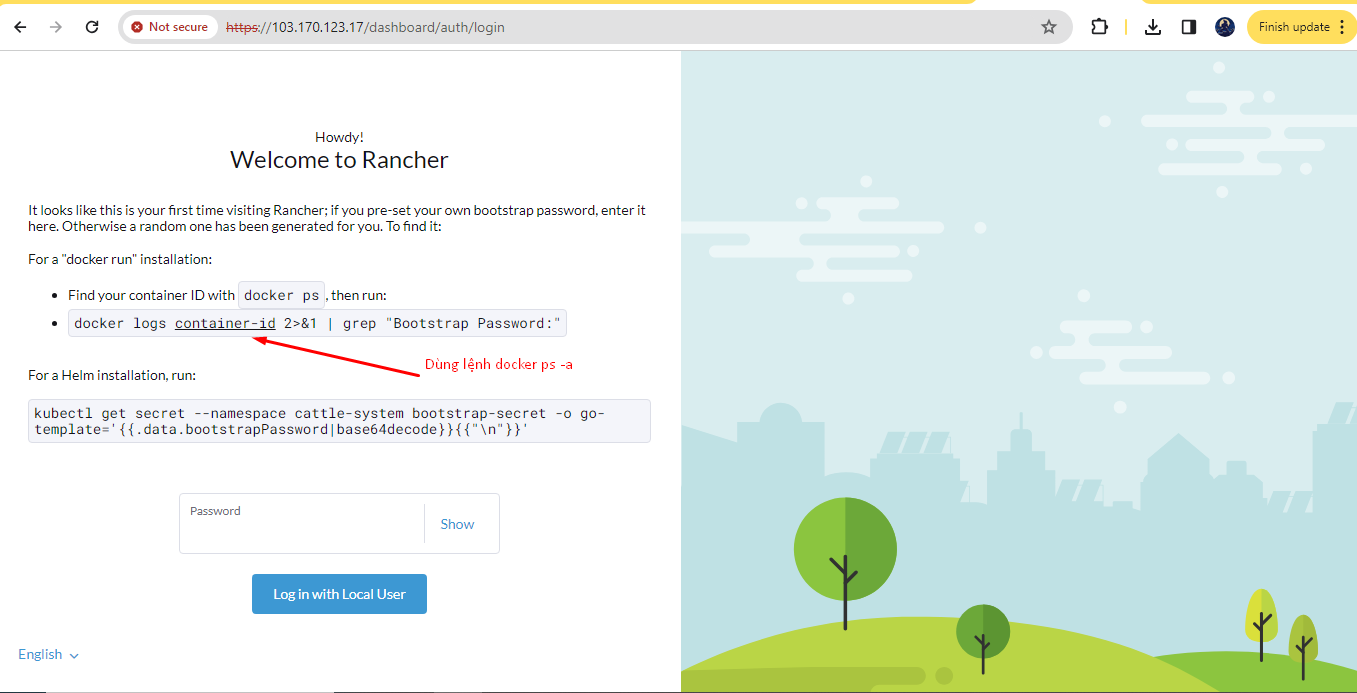 Not secure https://103.170.123.17/dashboard/auth/login Finish update
Howdy!
Welcome to Rancher
It looks like this is your first time visiting Rancher; if you pre-set your own bootstrap password, enter it
here. Otherwise a random one has been generated for you. To find it:
For a "docker run" installation:
Find your container ID with docker ps, then run:
docker logs container-id 2>&1 | grep "Bootstrap Password:"
Dùng lệnh docker ps -a
For a Helm installation, run:
kubectl get secret --namespace cattle-system bootstrap-secret -o go-
template='{{.data.bootstrapPassword|base64decode}}{{"\n"}}'
Password
Show
Log in with Local User
English